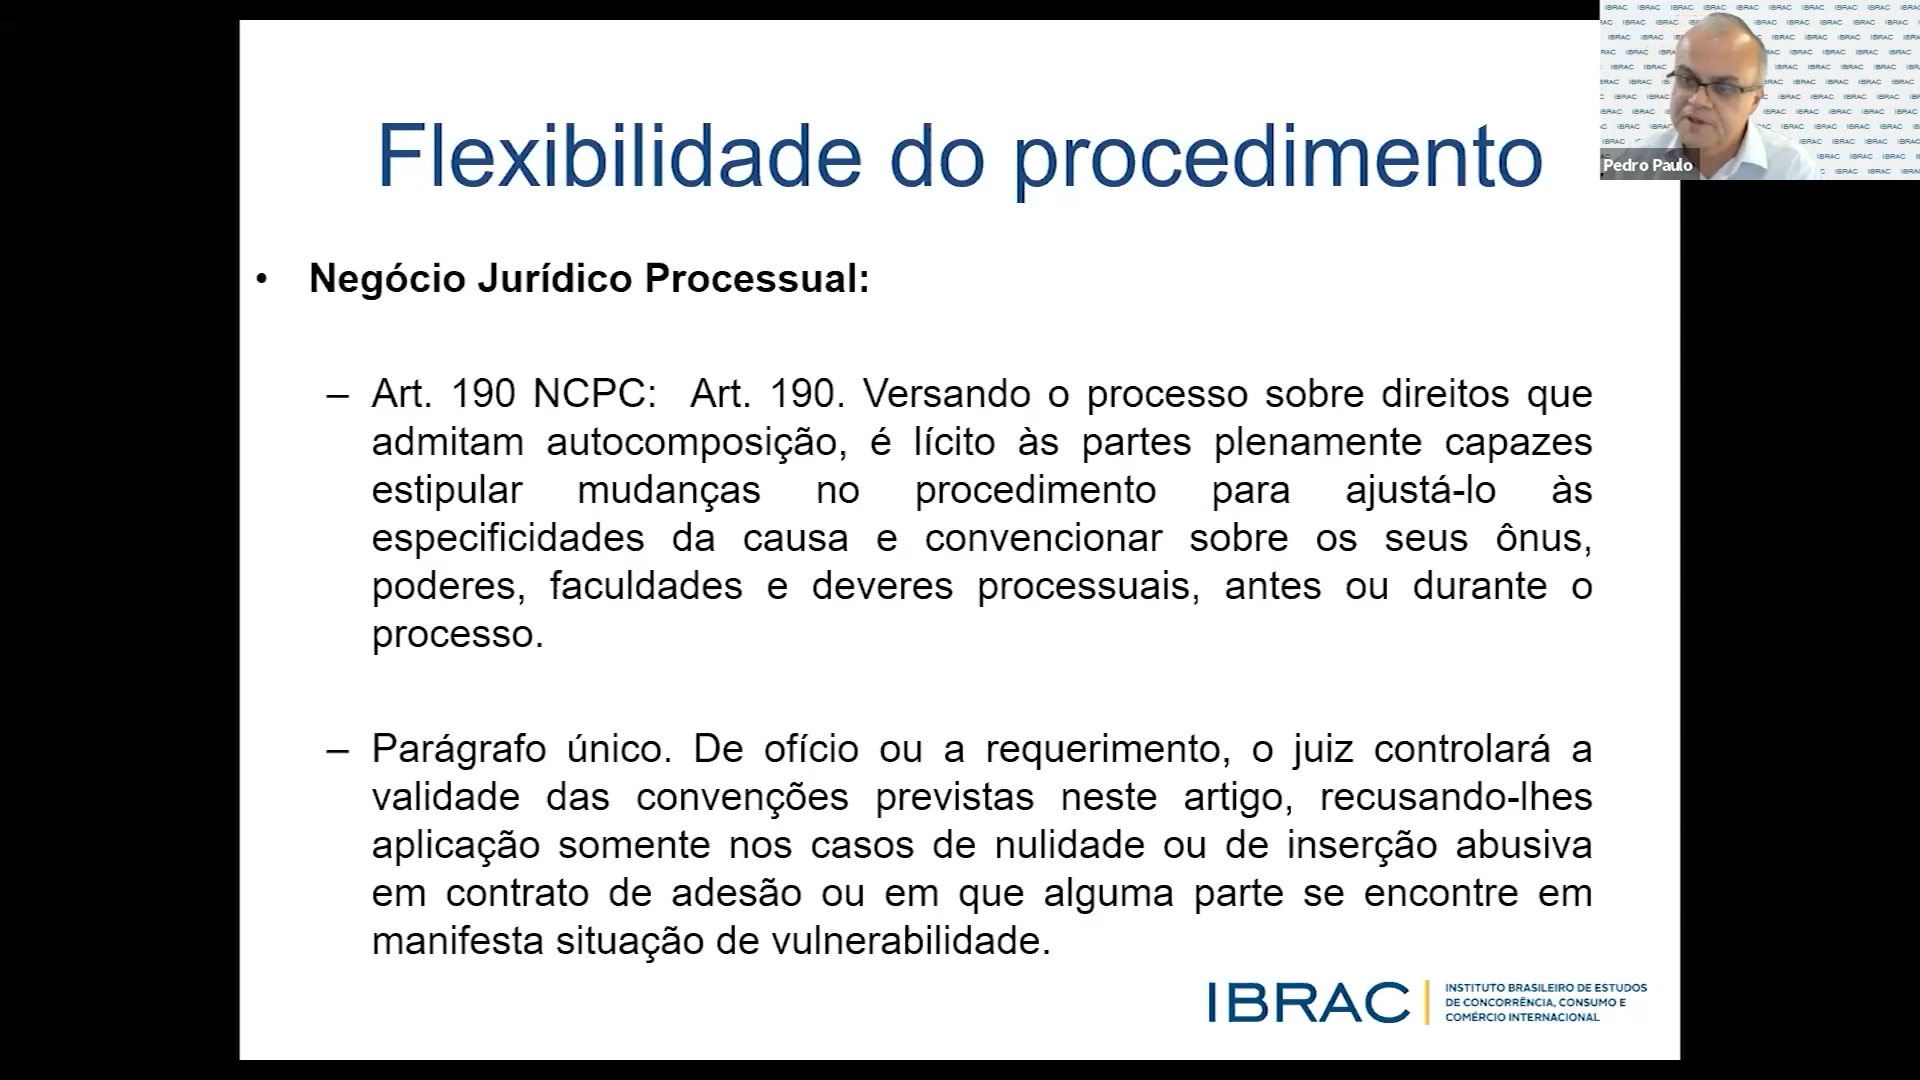 Flexibilidade do procedimento
Pedro Paulo
• Negócio Jurídico Processual:
– Art. 190 NCPC: Art. 190. Versando o processo sobre direitos que
admitam autocomposição, é lícito às partes plenamente capazes
estipular mudanças no procedimento para ajustá-lo às
especificidades da causa e convencionar sobre os seus ônus,
poderes, faculdades e deveres processuais, antes ou durante o
processo.
– Parágrafo único. De ofício ou a requerimento, o juiz controlará a
validade das convenções previstas neste artigo, recusando-lhes
aplicação somente nos casos de nulidade ou de inserção abusiva
em contrato de adesão ou em que alguma parte se encontre em
manifesta situação de vulnerabilidade.
IBRAC
INSTITUTO BRASILEIRO DE ESTUDOS
DE CONCORRÊNCIA, CONSUMO E
COMÉRCIO INTERNACIONAL